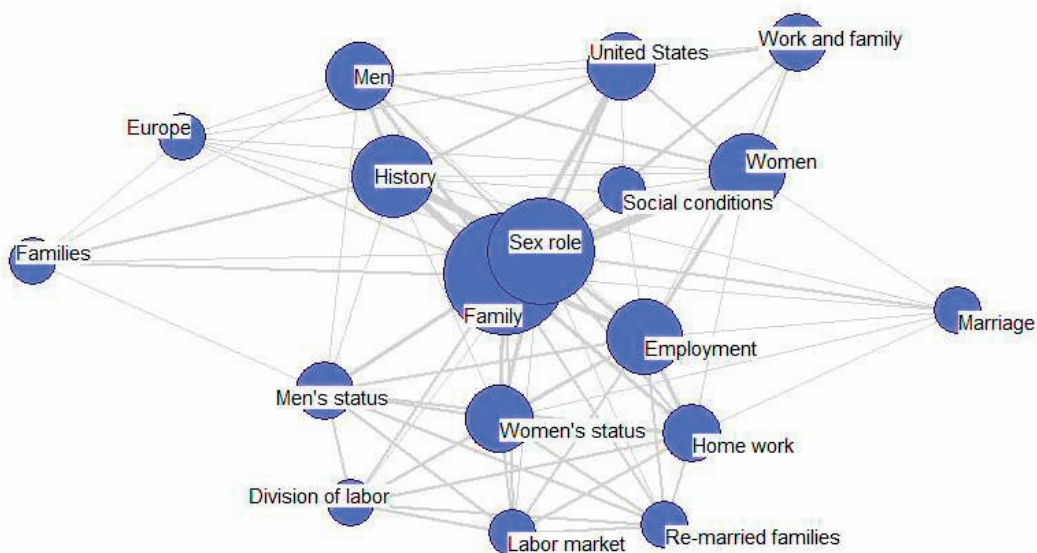 Work and family
United States
Men
Europe
Women
History
Social conditions
Sex role
Families
Family
Marriage
Employment
Men's status
Women's status
Home work
Division of labor
Re-married families
Labor market